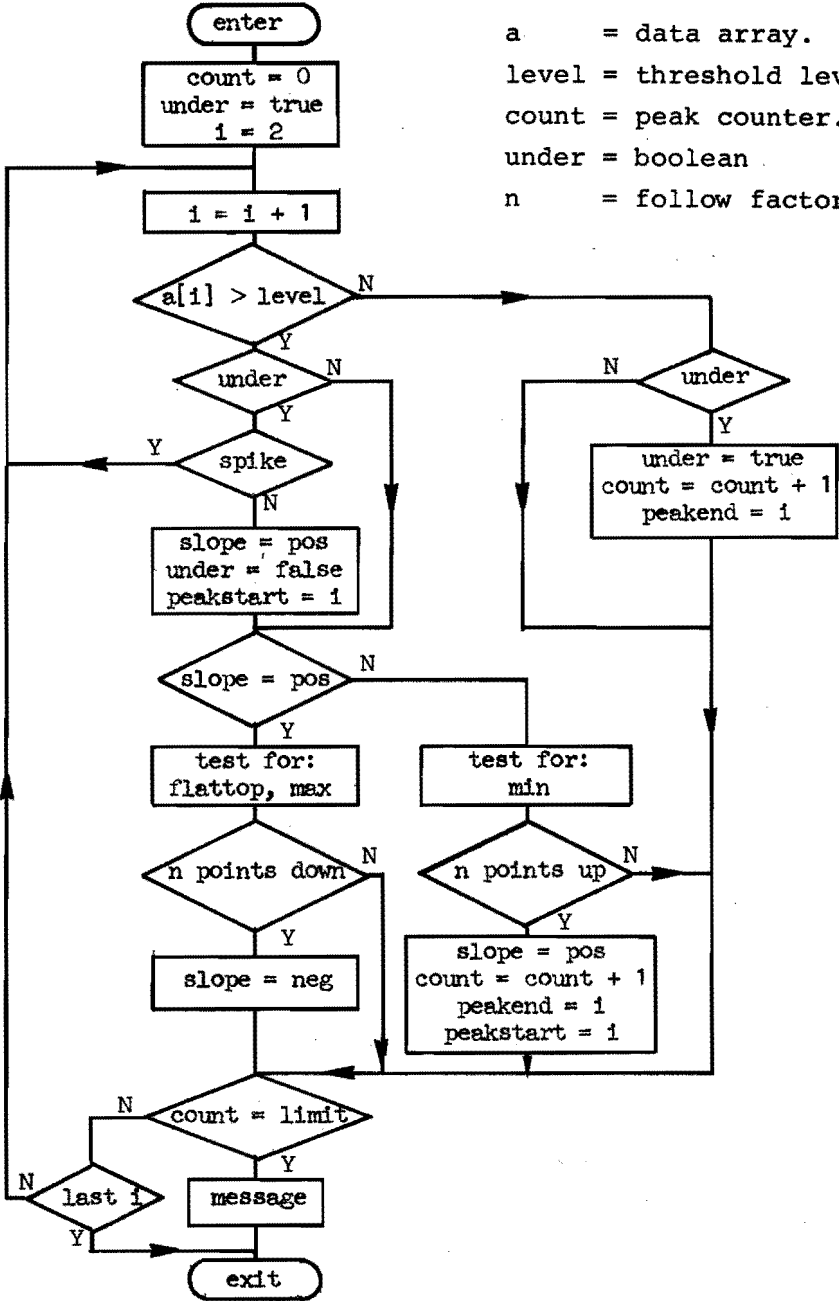 enter
a = data array.
level = threshold lev
count = peak counter.
under = boolean
n = follow factor
count = 0
under = true
i = 2
i = i + 1
a[i] > level
N
Y
under
N
Y
under
N
Y
spike
Y
N
under = true
count = count + 1
peakend = i
slope = pos
under = false
peakstart = i
slope = pos
N
Y
test for:
flattop, max
test for:
min
n points down
N
Y
n points up
N
Y
slope = neg
slope = pos
count = count + 1
peakend = i
peakstart = i
count = limit
N
Y
last i
N
Y
message
exit